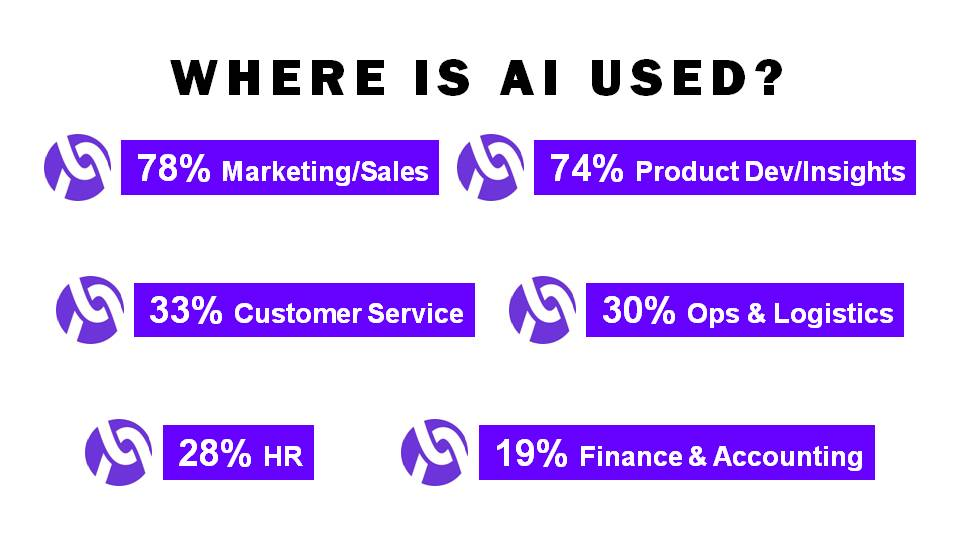 WHERE IS AI USED?
78% Marketing/Sales
74% Product Dev/Insights
33% Customer Service
30% Ops & Logistics
28% HR
19% Finance & Accounting